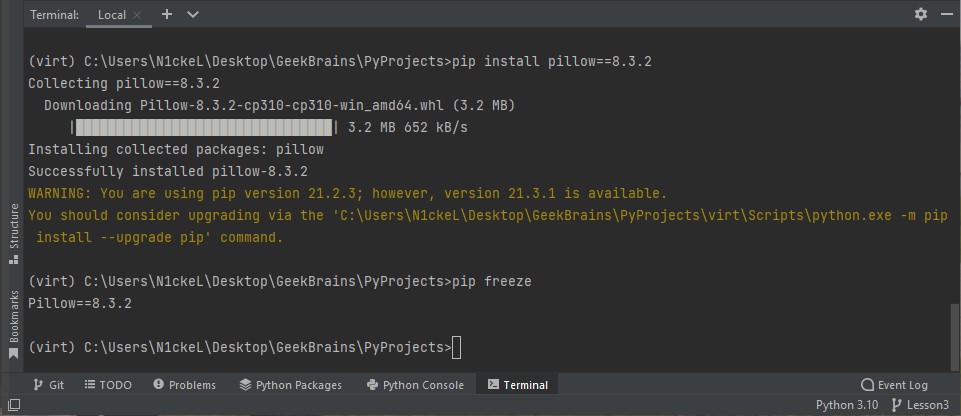 Terminal: Local
(virt) C:\Users\N1ckeL\Desktop\GeekBrains\PyProjects>pip install pillow==8.3.2
Collecting pillow==8.3.2
  Downloading Pillow-8.3.2-cp310-cp310-win_amd64.whl (3.2 MB)
| 3.2 MB 652 kB/s
Installing collected packages: pillow
Successfully installed pillow-8.3.2
WARNING: You are using pip version 21.2.3; however, version 21.3.1 is available.
You should consider upgrading via the 'C:\Users\N1ckeL\Desktop\GeekBrains\PyProjects\virt\Scripts\python.exe -m pip
 install --upgrade pip' command.
(virt) C:\Users\N1ckeL\Desktop\GeekBrains\PyProjects>pip freeze
Pillow==8.3.2
(virt) C:\Users\N1ckeL\Desktop\GeekBrains\PyProjects>
Structure
Bookmarks
Git TODO Problems Python Packages Python Console Terminal Event Log
Python 3.10 Lesson3